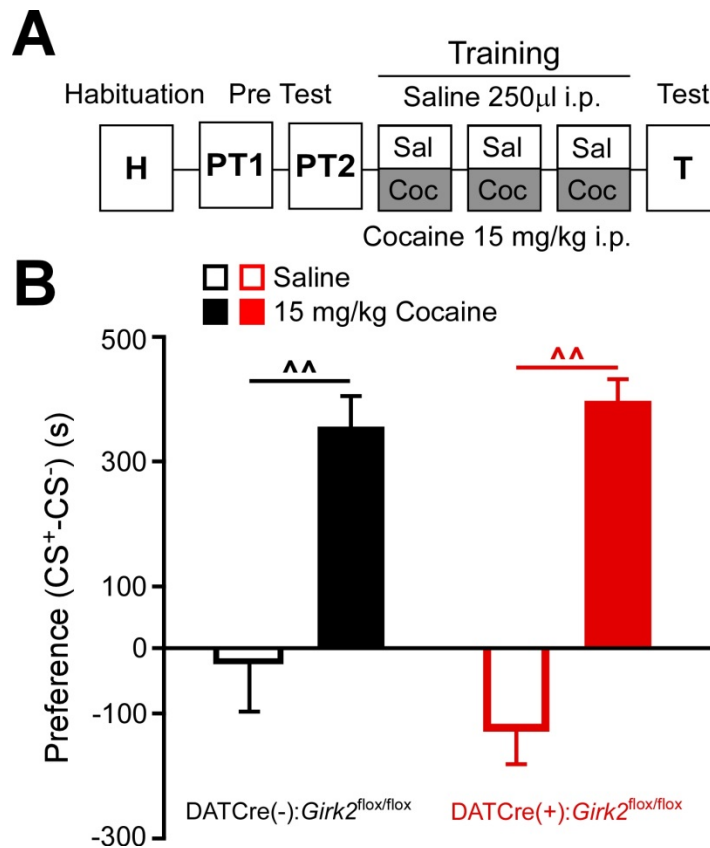 A
Training
Habituation Pre Test Saline 250μl i.p. Test
H PT1 PT2 Sal Sal Sal T
Coc Coc Coc
Cocaine 15 mg/kg i.p.
B
Saline
15 mg/kg Cocaine
500
^^ ^^
300
100
0
-100
-300
Preference (CS⁺-CS⁻) (s)
DATCre(-):Girk2flox/flox DATCre(+):Girk2flox/flox